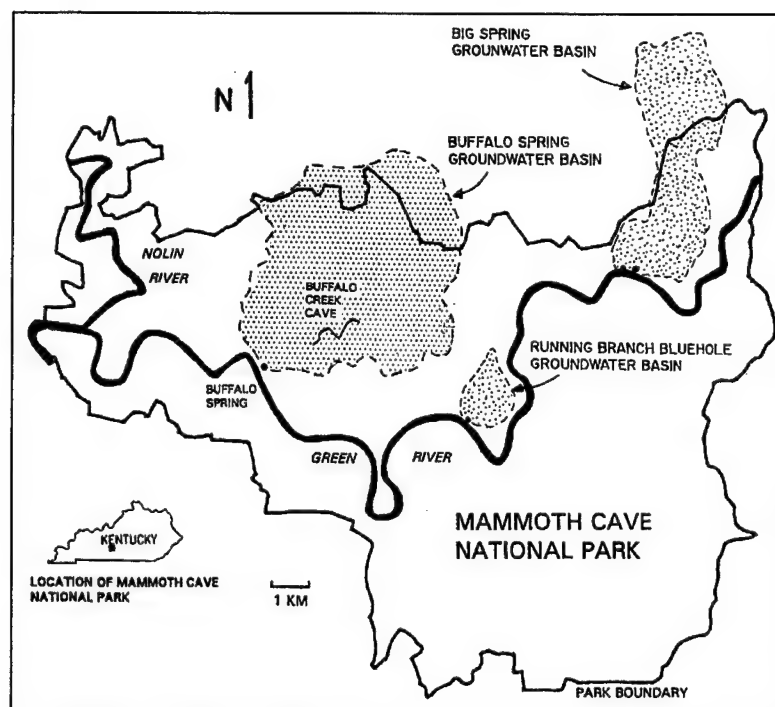 BIG SPRING
GROUNWATER BASIN
N
BUFFALO SPRING
GROUNDWATER BASIN
NOLIN
RIVER
BUFFALO
CREEK
CAVE
RUNNING BRANCH BLUEHOLE
GROUNDWATER BASIN
BUFFALO
SPRING
GREEN RIVER
MAMMOTH CAVE
NATIONAL PARK
KENTUCKY
LOCATION OF MAMMOTH CAVE
NATIONAL PARK
1 KM
PARK BOUNDARY